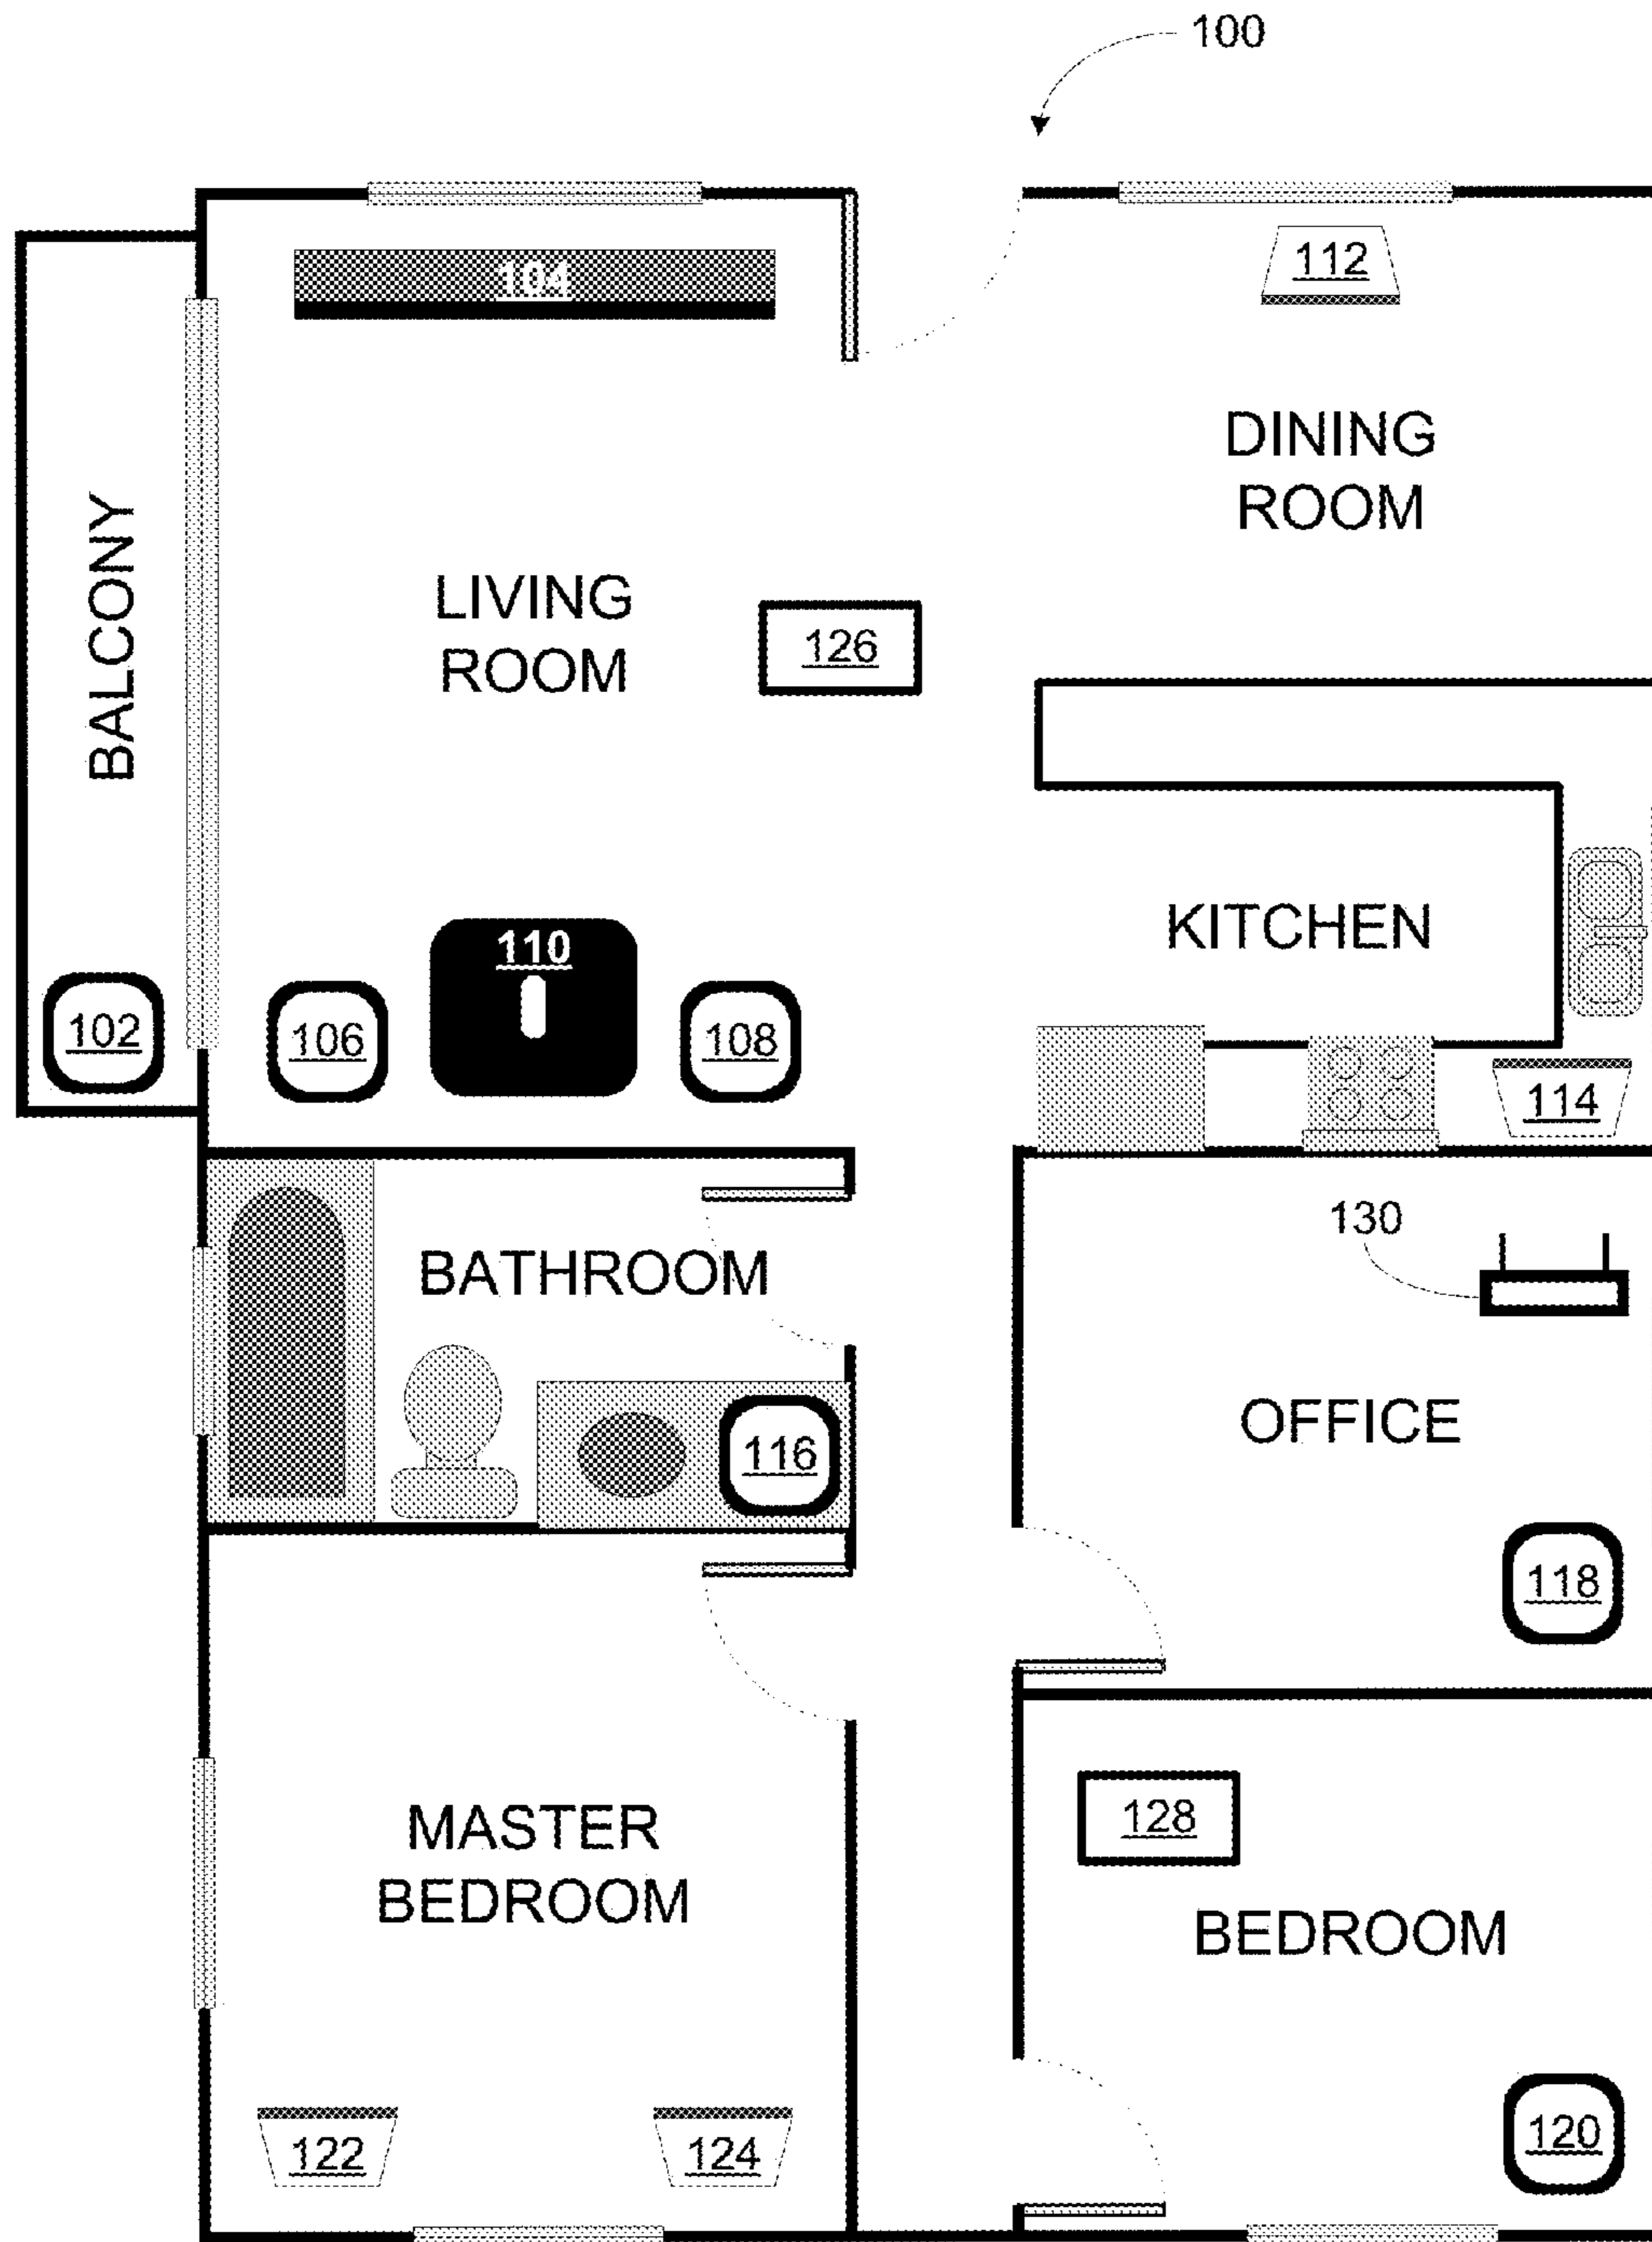 100
104
112
DINING
ROOM
BALCONY
LIVING
ROOM
126
KITCHEN
110
102
106
108
114
130
BATHROOM
OFFICE
116
118
MASTER
BEDROOM
128
BEDROOM
122
124
120